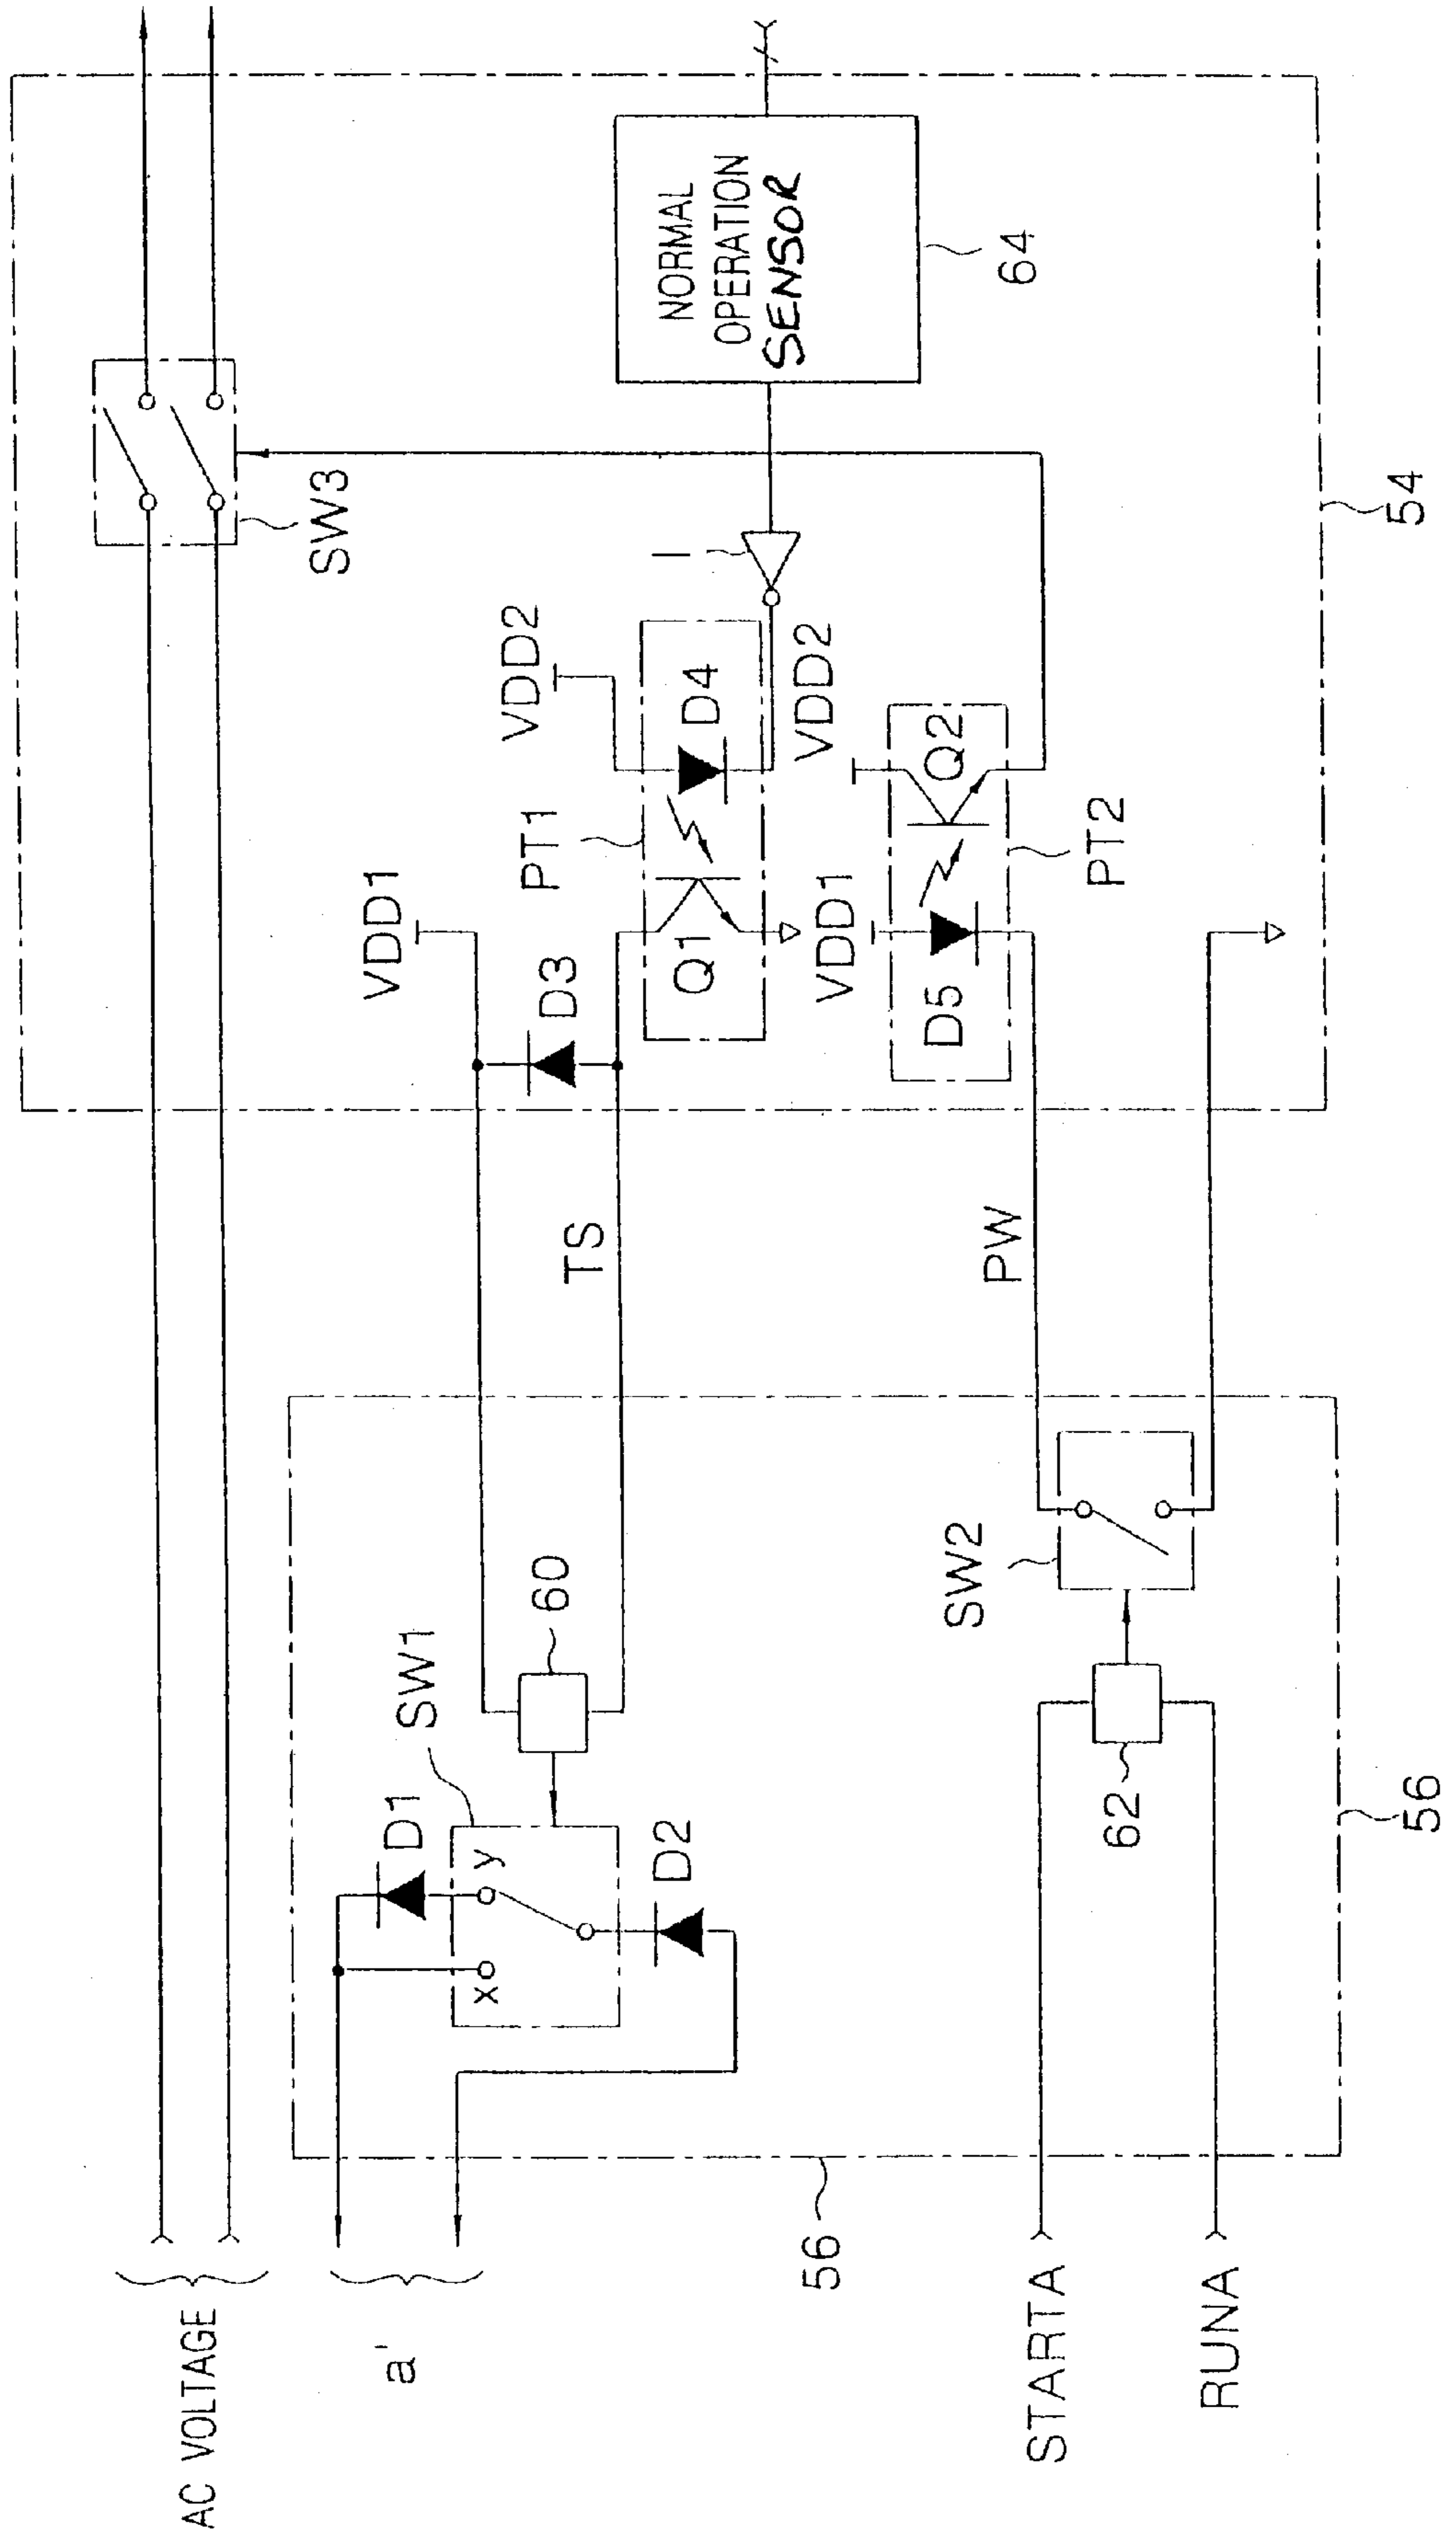 AC VOLTAGE
a'
STARTA
RUNA
56
56
D1
SW1
x
y
D2
60
62
SW2
TS
PW
VDD1
D3
PT1
Q1
D4
VDD2
VDD1
D5
VDD2
Q2
PT2
I
SW3
NORMAL
OPERATION
SENSOR
64
54